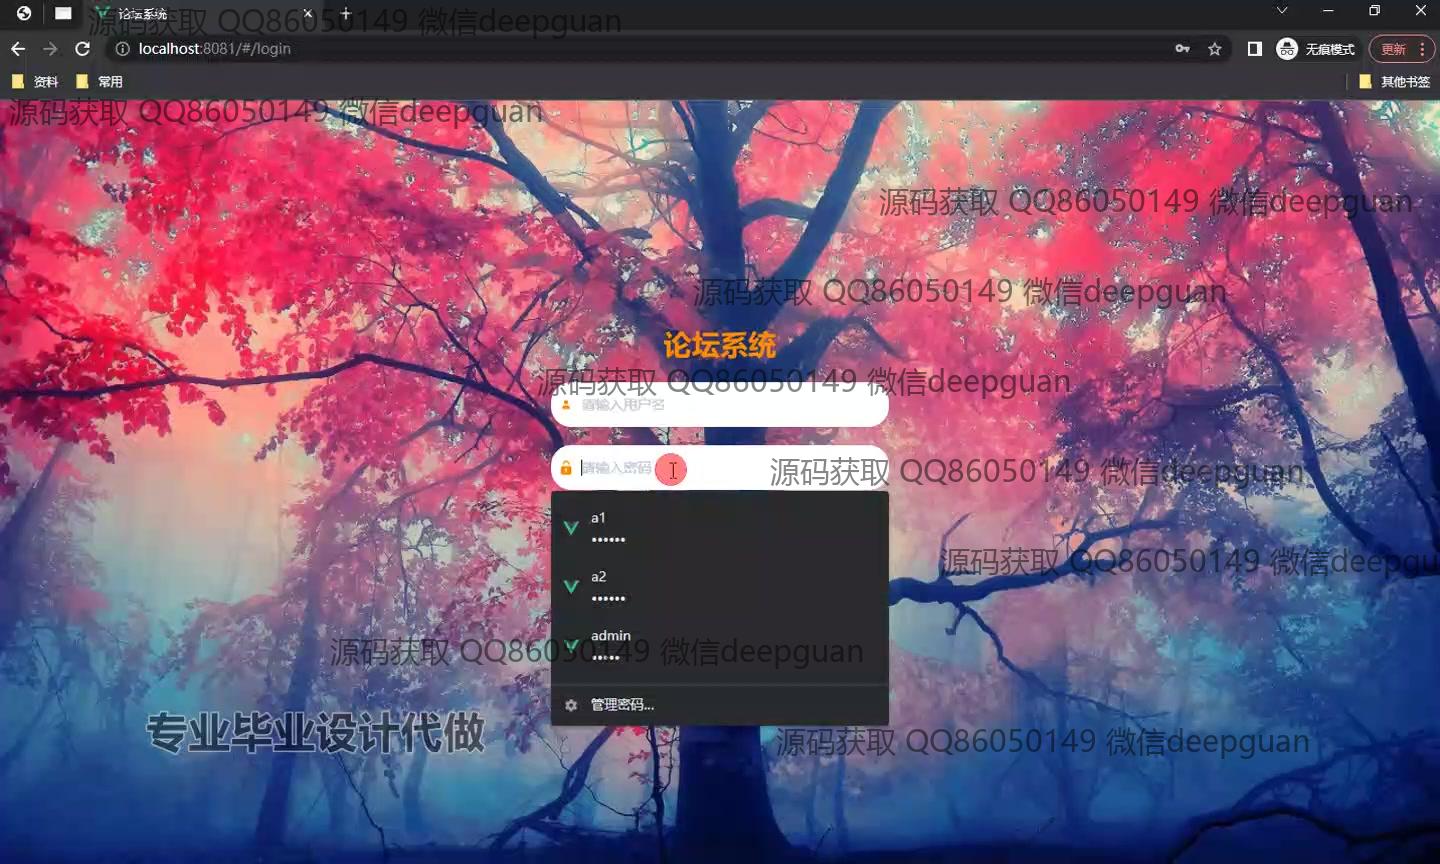 论坛系统
源码获取 QQ86050149 微信deepguan
localhost:8081/#/login
无痕模式
更新
资料
常用
其他书签
源码获取 QQ86050149 微信deepguan
源码获取 QQ86050149 微信deepguan
源码获取 QQ86050149 微信deepguan
论坛系统
源码获取 QQ86050149 微信deepguan
请输入用户名
请输入密码
源码获取 QQ86050149 微信deepguan
a1
••••••
源码获取 QQ86050149 微信deepgu
a2
••••••
admin
•••••
源码获取 QQ86050149 微信deepguan
管理密码...
专业毕业设计代做
源码获取 QQ86050149 微信deepguan